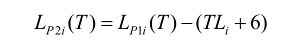 L_{P2i}(T) = L_{P1i}(T) − (TL_i + 6)